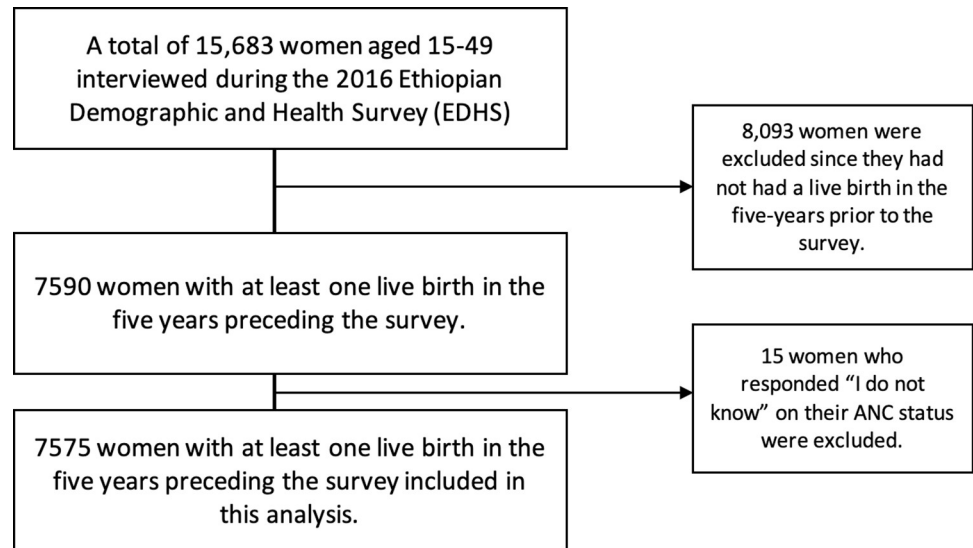 A total of 15,683 women aged 15-49
interviewed during the 2016 Ethiopian
Demographic and Health Survey (EDHS)
8,093 women were
excluded since they had
not had a live birth in the
five-years prior to the
survey.
7590 women with at least one live birth in the
five years preceding the survey.
15 women who
responded “I do not
know” on their ANC status
were excluded.
7575 women with at least one live birth in the
five years preceding the survey included in
this analysis.